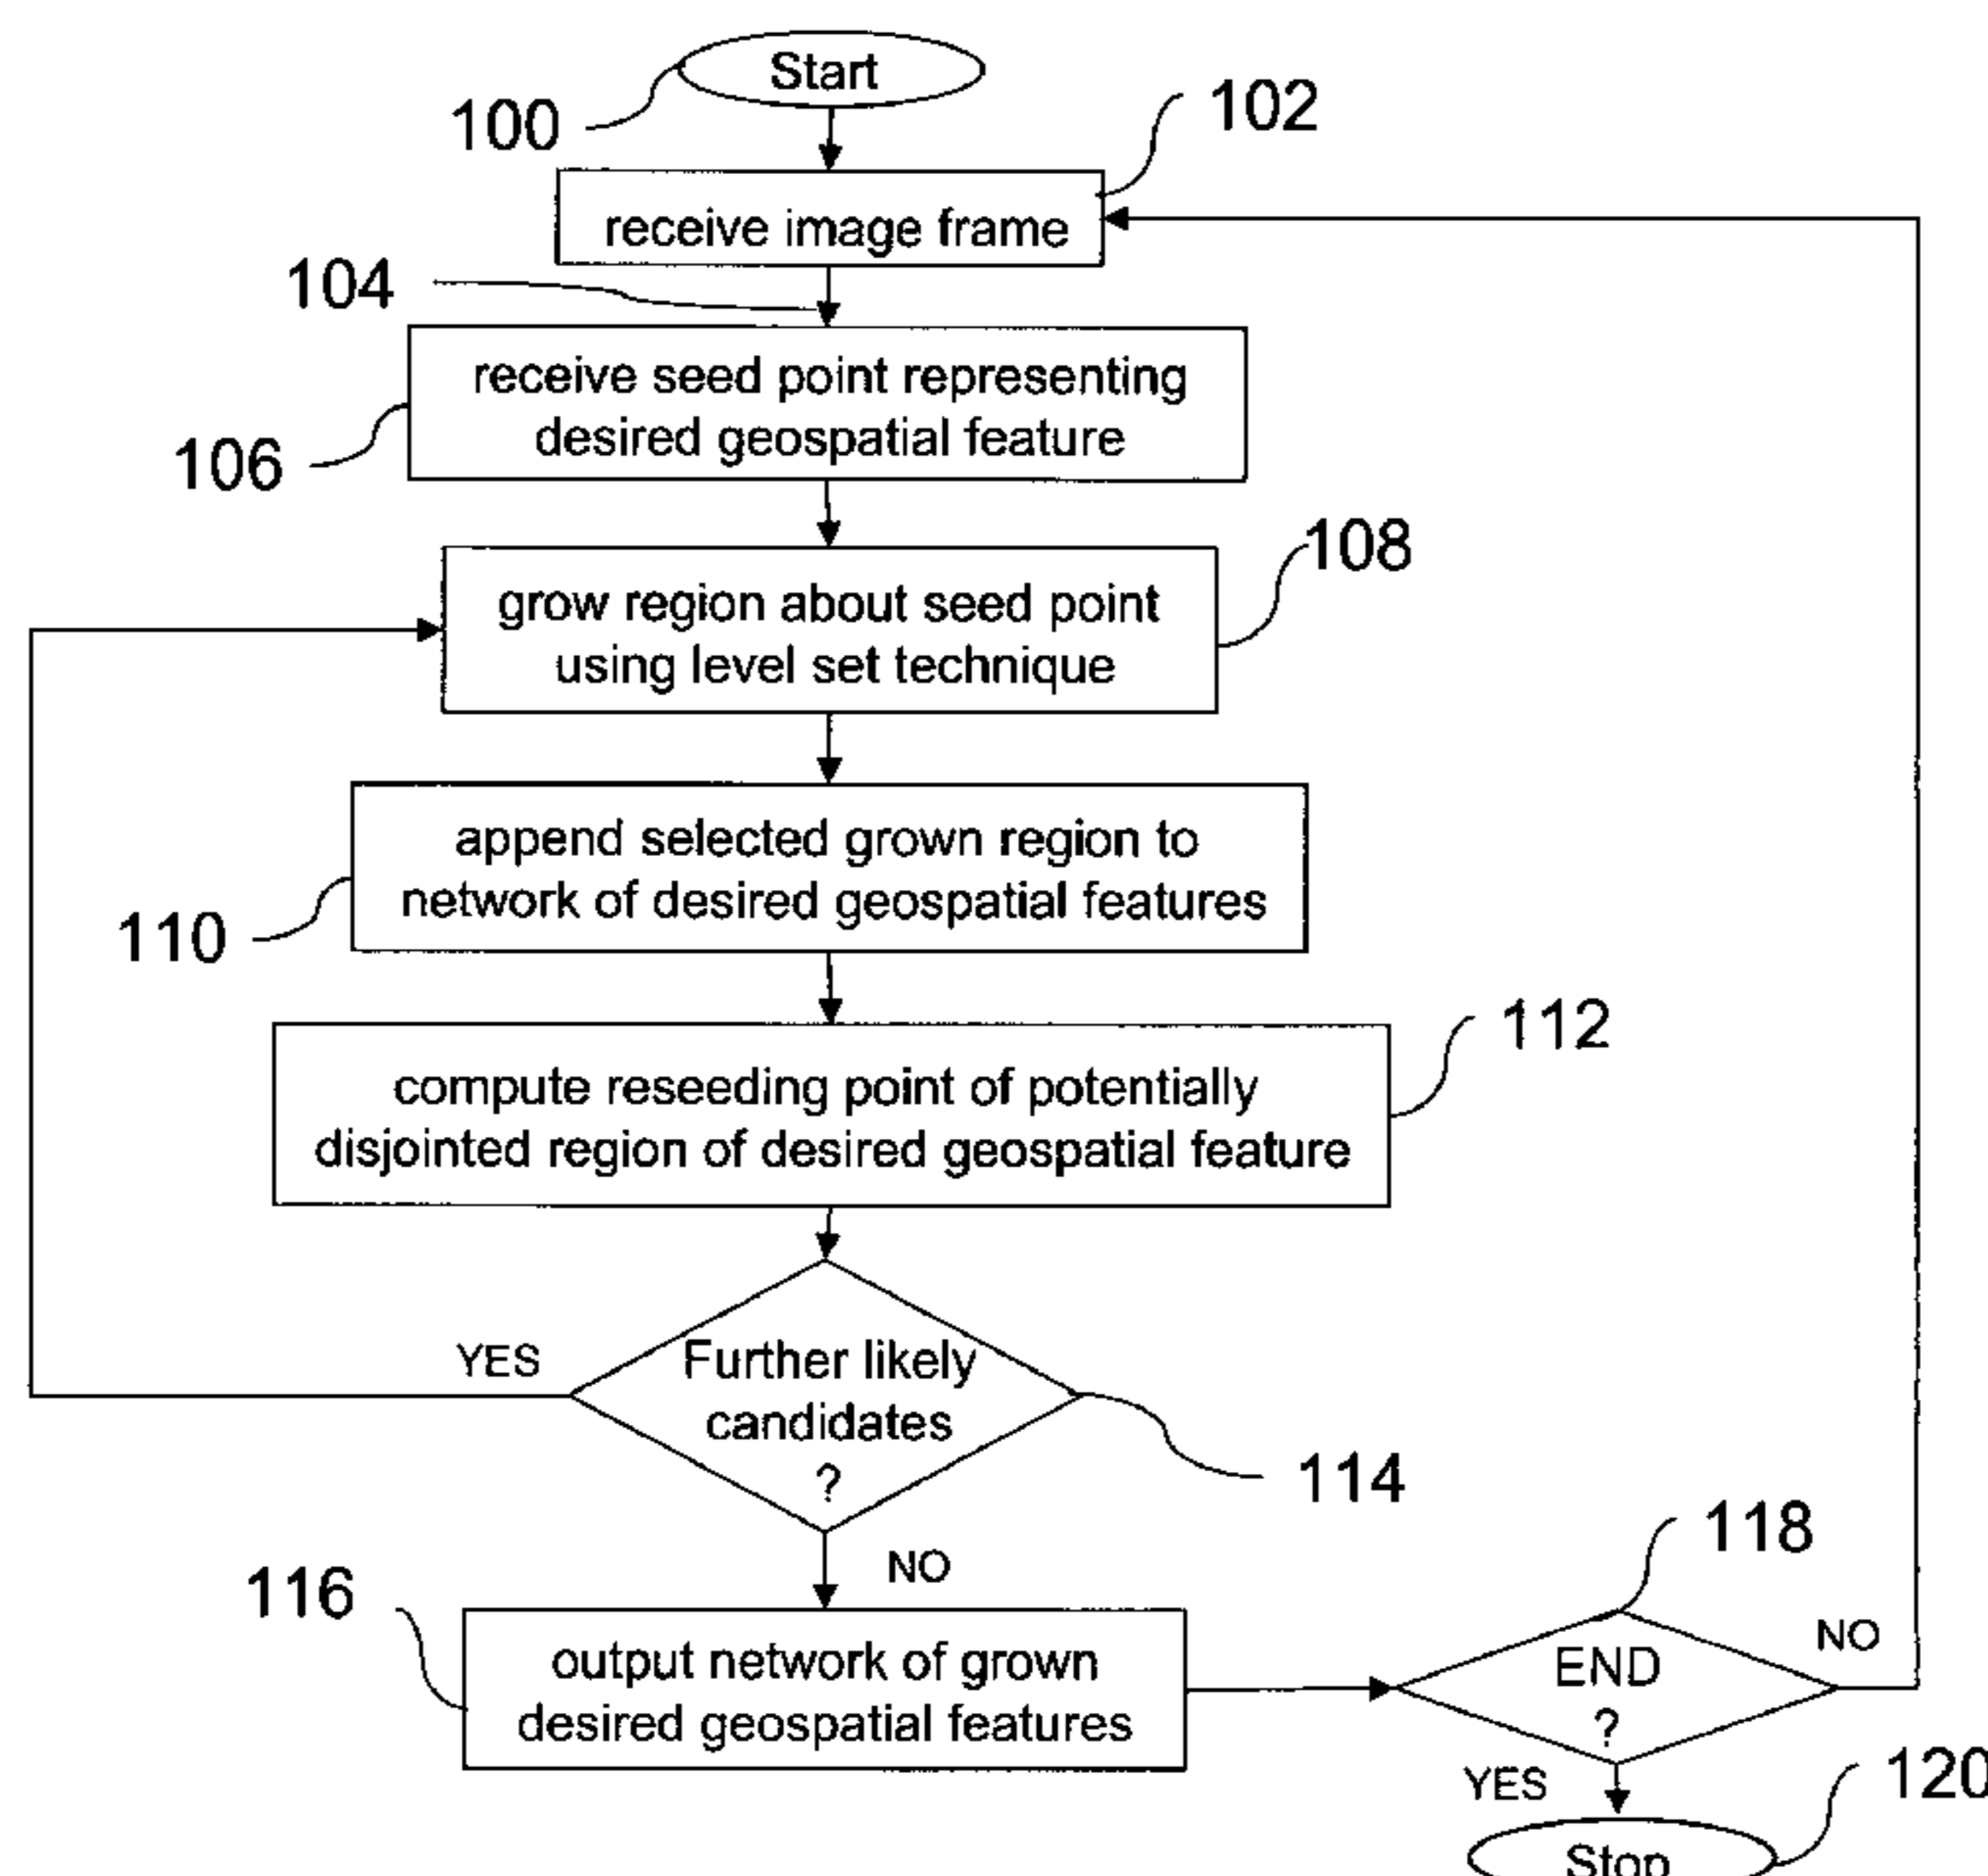 Start
100
102
receive image frame
104
receive seed point representing
desired geospatial feature
106
108
grow region about seed point
using level set technique
append selected grown region to
network of desired geospatial features
110
112
compute reseeding point of potentially
disjointed region of desired geospatial feature
YES
Further likely
candidates
?
114
NO
118
116
output network of grown
desired geospatial features
END
?
NO
YES
120
Stop